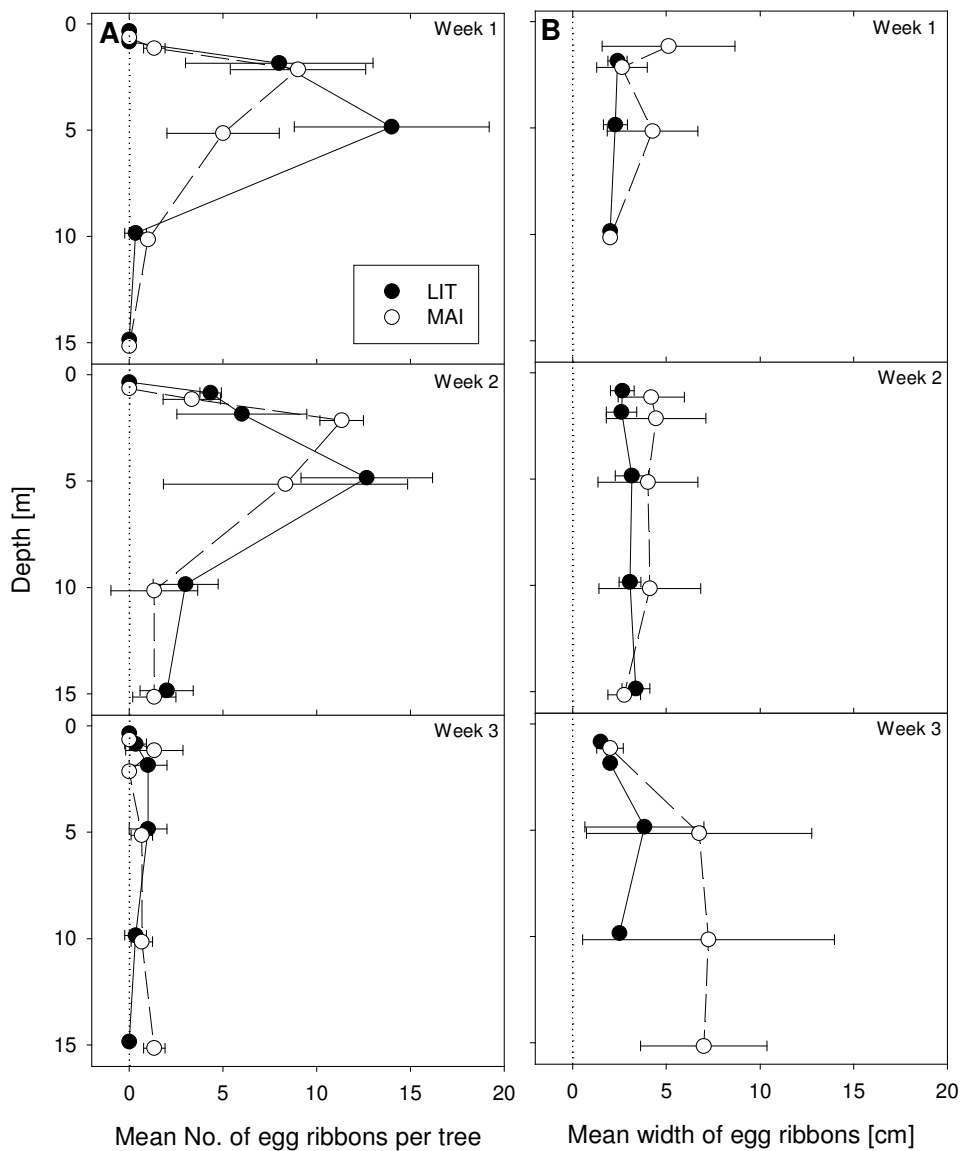 A
Week 1
0
5
10
15
LIT
MAI
B
Week 1
Week 2
0
5
10
15
Week 2
Week 3
0
5
10
15
Week 3
Depth [m]
0 5 10 15 20
0 5 10 15 20
Mean No. of egg ribbons per tree
Mean width of egg ribbons [cm]